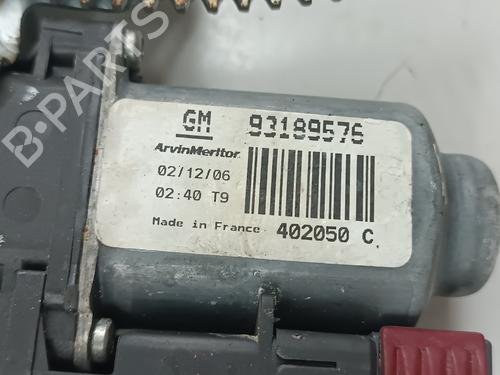 GM 93189576
ArvinMeritor
02/12/06
02:40 T9
Made in France 402050 C
B-PARTS